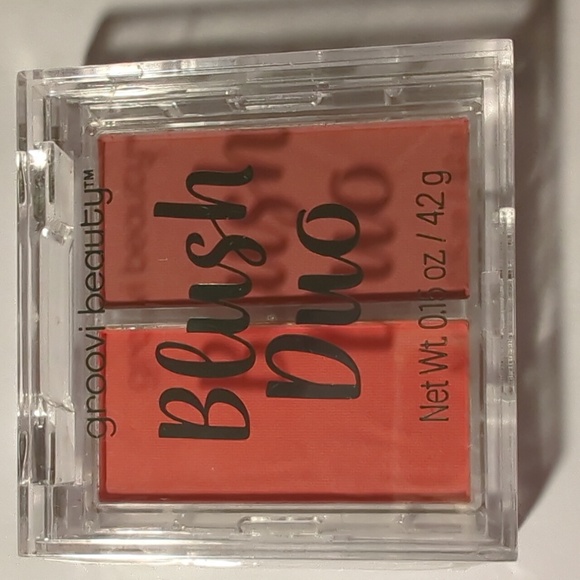 groovi beauty™
Blush
Duo
Net Wt. 0.15 oz / 4.2 g